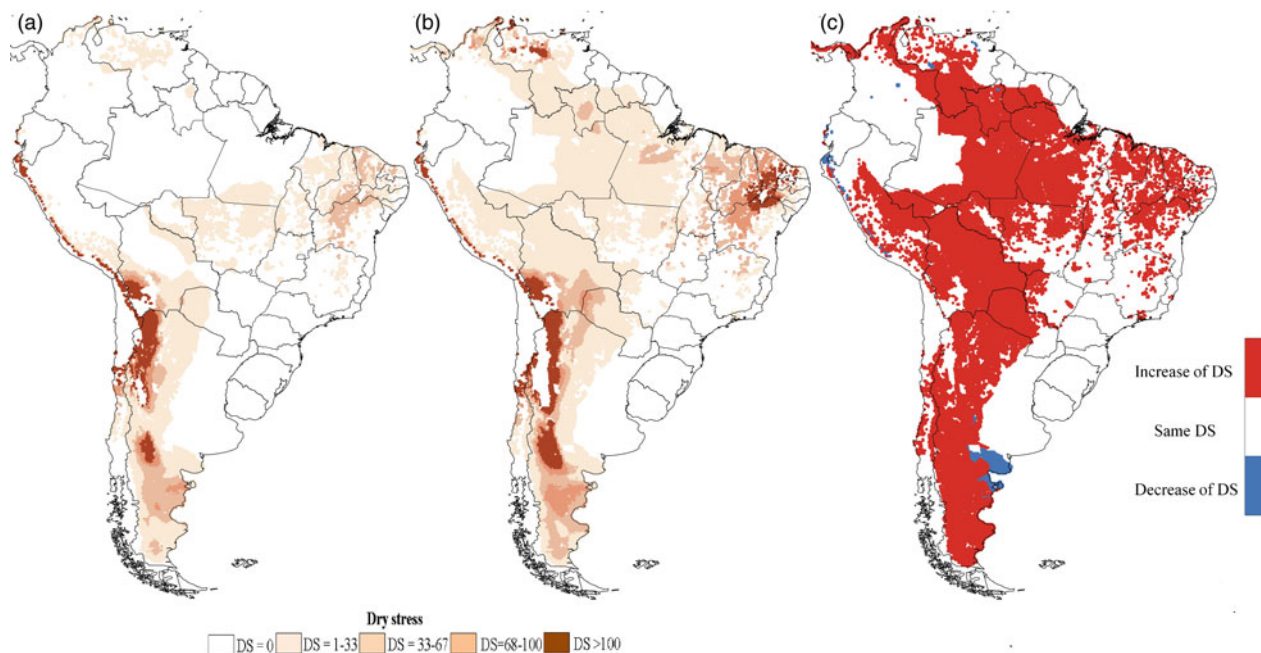 (a)
(b)
(c)
Increase of DS
Same DS
Decrease of DS
Dry stress
DS = 0
DS = 1-33
DS = 33-67
DS=68-100
DS >100